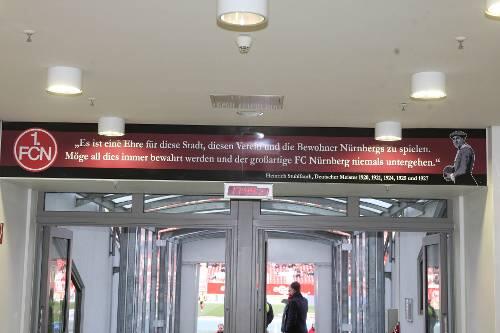 1.
FCN
„Es ist eine Ehre für diese Stadt, diesen Verein und die Bewohner Nürnbergs zu spielen.
Möge all dies immer bewahrt werden und der großartige FC Nürnberg niemals untergehen.“
Heinrich Stuhlfauth, Deutscher Meister 1920, 1921, 1924, 1925 und 1927